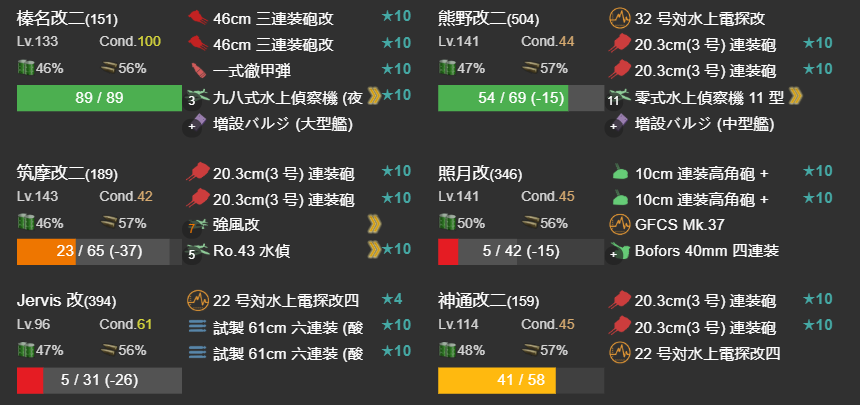 榛名改二(151)
Lv.133 Cond.100
46% 56%
89 / 89
46cm 三連装砲改 ★10
46cm 三連装砲改 ★10
一式徹甲弾 ★10
3 九八式水上偵察機 (夜 ★10
+ 増設バルジ (大型艦)
熊野改二(504)
Lv.141 Cond.44
47% 57%
54 / 69 (-15)
32 号対水上電探改
20.3cm(3 号) 連装砲 ★10
20.3cm(3 号) 連装砲 ★10
11 零式水上偵察機 11 型
+ 増設バルジ (中型艦)
筑摩改二(189)
Lv.143 Cond.42
46% 57%
23 / 65 (-37)
20.3cm(3 号) 連装砲 ★10
20.3cm(3 号) 連装砲 ★10
7 強風改
5 Ro.43 水偵 ★10
照月改(346)
Lv.141 Cond.45
50% 56%
5 / 42 (-15)
10cm 連装高角砲 + ★10
10cm 連装高角砲 + ★10
GFCS Mk.37
+ Bofors 40mm 四連装
Jervis 改(394)
Lv.96 Cond.61
47% 56%
5 / 31 (-26)
22 号対水上電探改四 ★4
試製 61cm 六連装 (酸 ★10
試製 61cm 六連装 (酸 ★10
神通改二(159)
Lv.114 Cond.45
48% 57%
41 / 58
20.3cm(3 号) 連装砲 ★10
20.3cm(3 号) 連装砲 ★10
22 号対水上電探改四